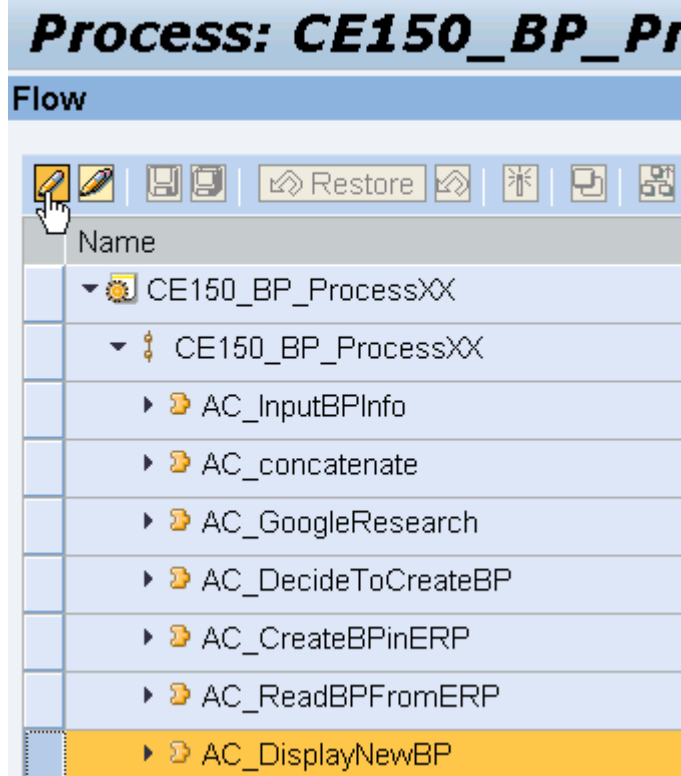 Process: CE150_BP_Pr
Flow
Restore
Name
CE150_BP_ProcessXX
CE150_BP_ProcessXX
AC_InputBPInfo
AC_concatenate
AC_GoogleResearch
AC_DecideToCreateBP
AC_CreateBPinERP
AC_ReadBPFromERP
AC_DisplayNewBP